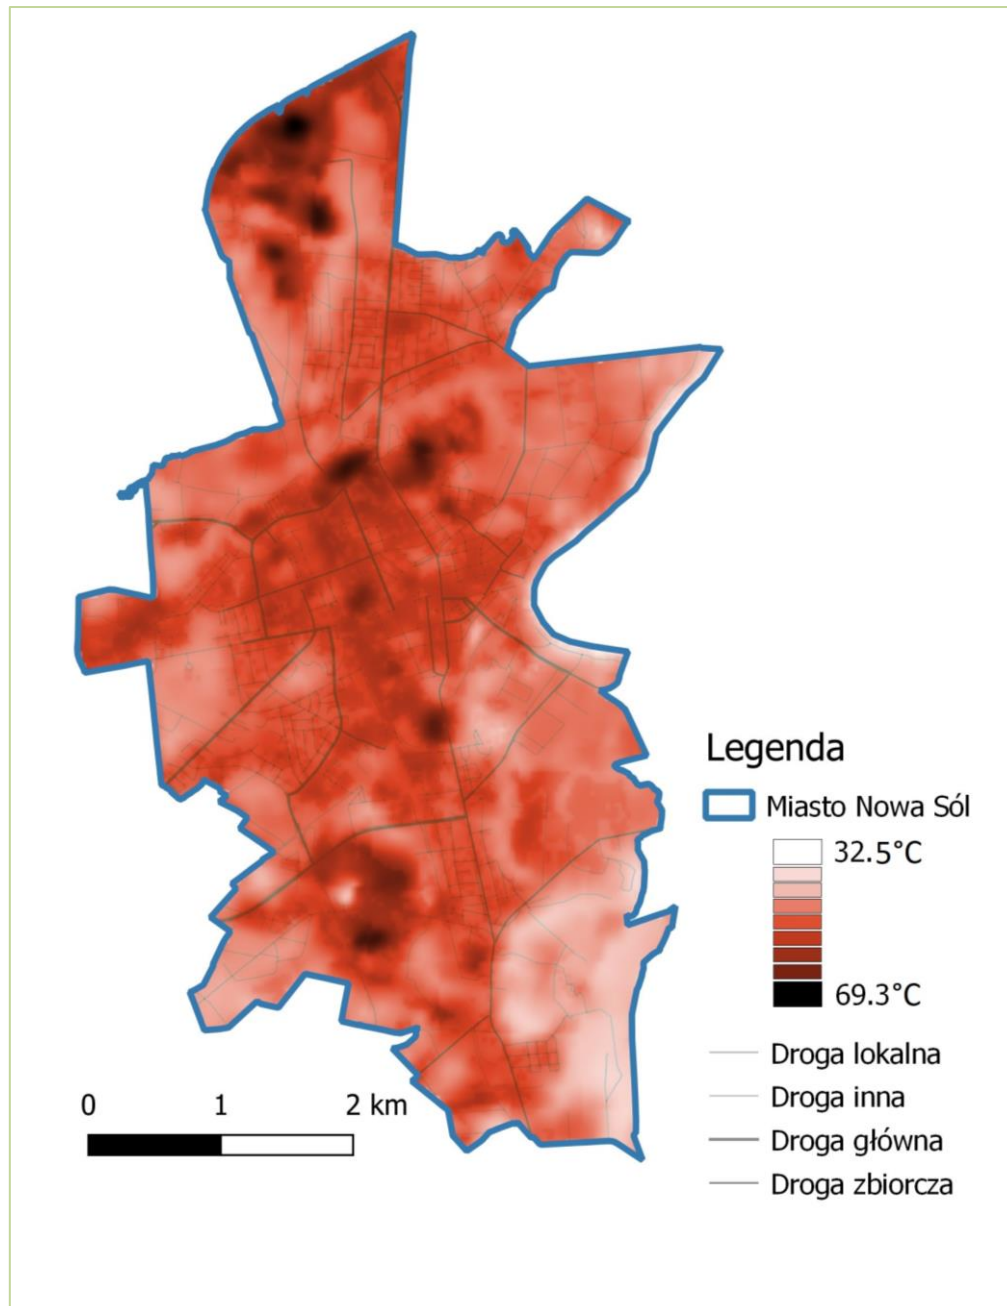 Legenda
Miasto Nowa Sól
32.5°C
69.3°C
Droga lokalna
Droga inna
Droga główna
Droga zbiorcza
0 1 2 km